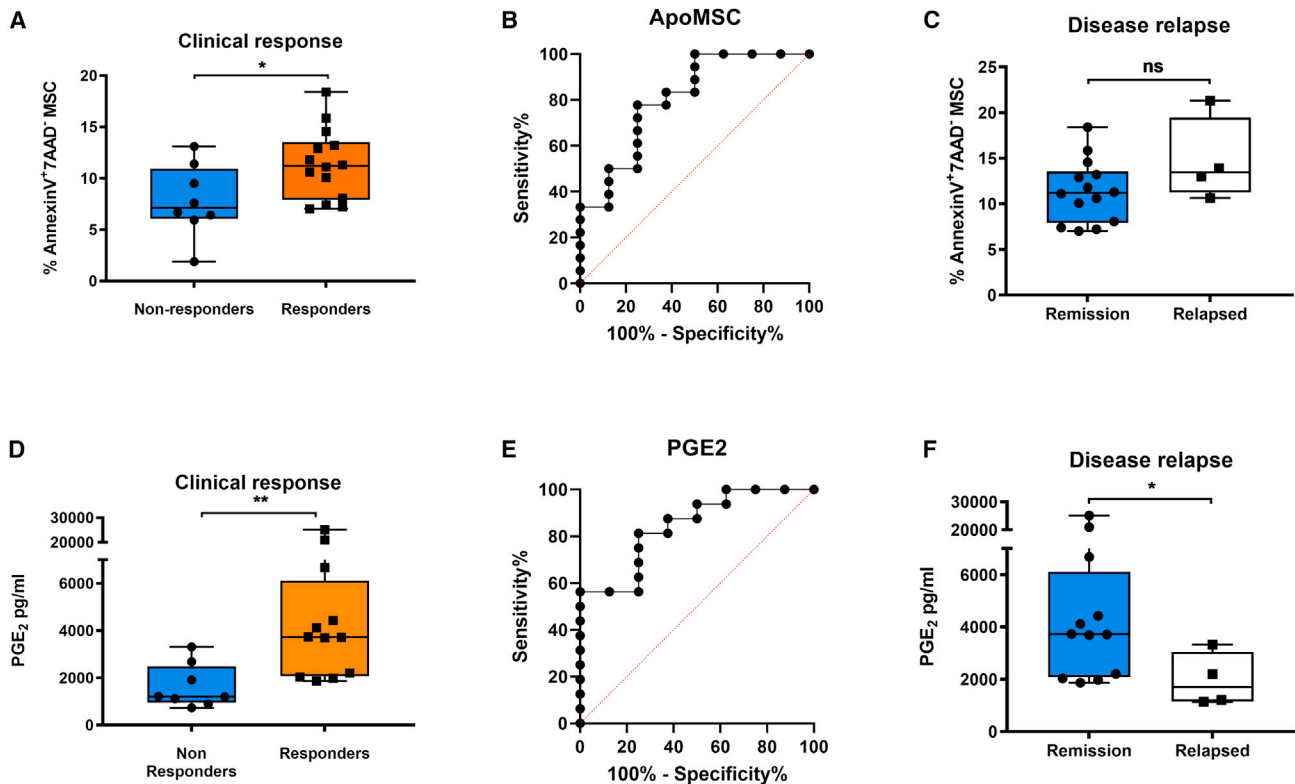 A
Clinical response
*
% AnnexinV⁺7AAD⁻ MSC
20
15
10
5
0
Non-responders
Responders
B
ApoMSC
Sensitivity%
100
80
60
40
20
0
0 20 40 60 80 100
100% - Specificity%
C
Disease relapse
ns
% AnnexinV⁺7AAD⁻ MSC
25
20
15
10
5
0
Remission
Relapsed
D
Clinical response
**
PGE₂ pg/ml
30000
20000
6000
4000
2000
0
Non
Responders
Responders
E
PGE2
Sensitivity%
100
80
60
40
20
0
0 20 40 60 80 100
100% - Specificity%
F
Disease relapse
*
PGE₂ pg/ml
30000
20000
6000
4000
2000
0
Remission
Relapsed